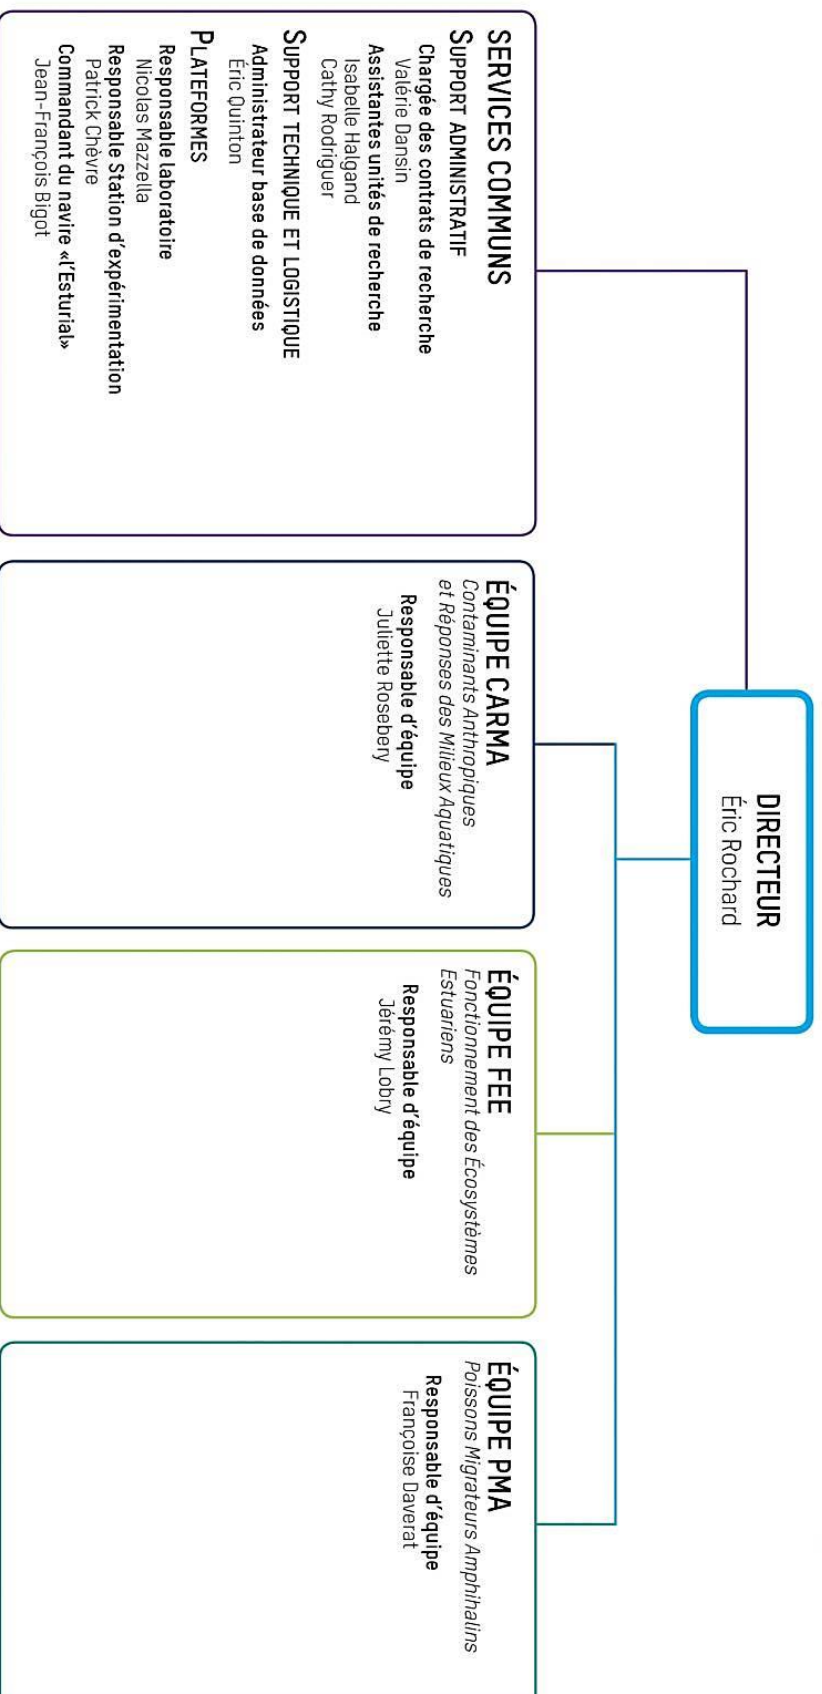 DIRECTEUR
Éric Rochard
SERVICES COMMUNS
SUPPORT ADMINISTRATIF
Chargée des contrats de recherche
Valérie Dansin
Assistantes unités de recherche
Isabelle Halgand
Cathy Rodriguer
SUPPORT TECHNIQUE ET LOGISTIQUE
Administrateur base de données
Éric Quinton
PLATEFORMES
Responsable laboratoire
Nicolas Mazzella
Responsable Station d'expérimentation
Patrick Chèvre
Commandant du navire «l'Esturial»
Jean-François Bigot
ÉQUIPE CARMA
Contaminants Anthropiques
et Réponses des Milieux Aquatiques
Responsable d'équipe
Juliette Rosebery
ÉQUIPE FEE
Fonctionnement des Écosystèmes
Estuariens
Responsable d'équipe
Jérémy Lobry
ÉQUIPE PMA
Poissons Migrateurs Amphihalins
Responsable d'équipe
Françoise Daverat